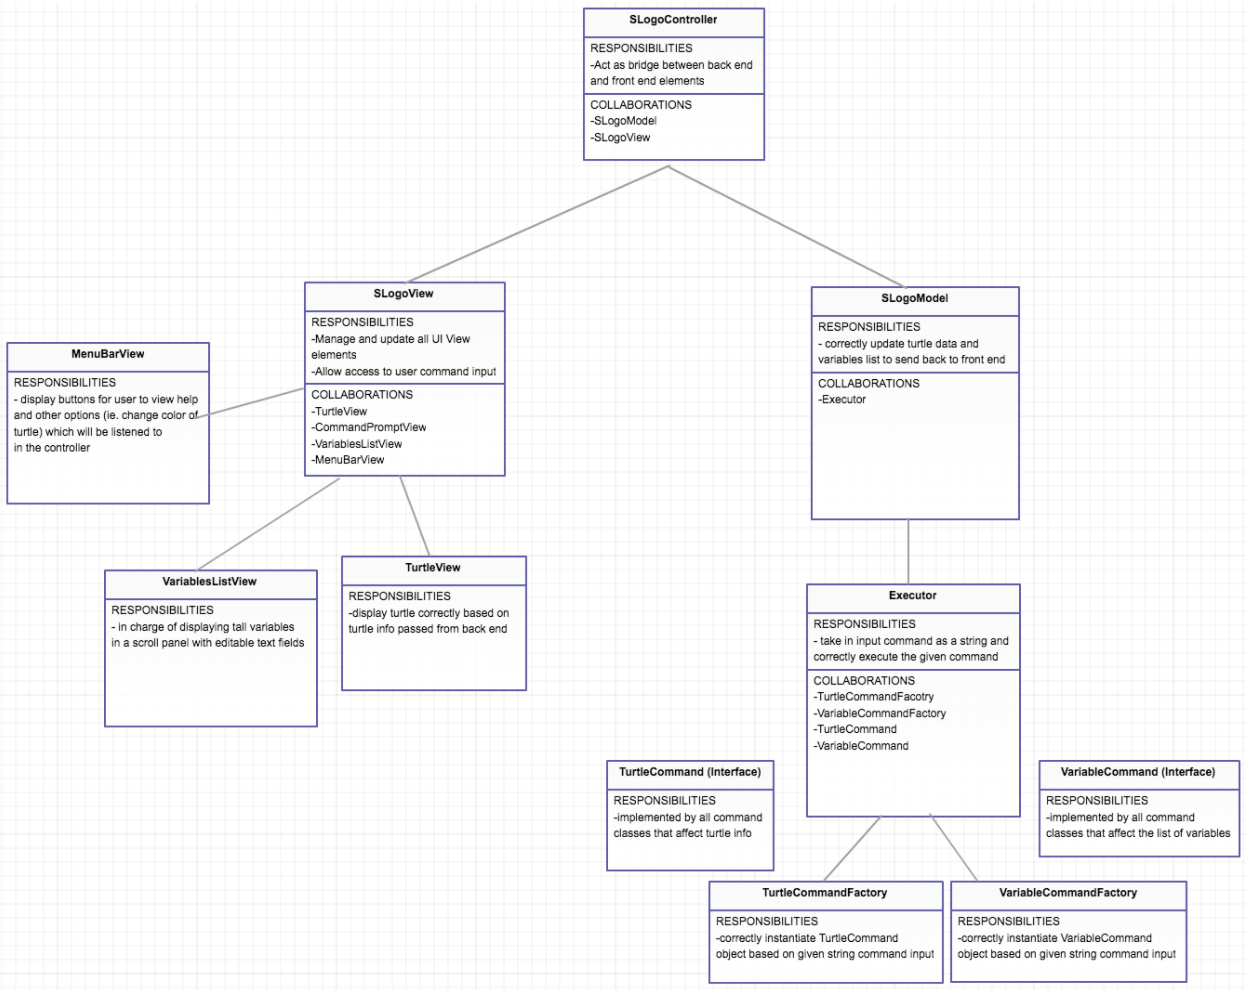 SLogoController
RESPONSIBILITIES
-Act as bridge between back end
and front end elements
COLLABORATIONS
-SLogoModel
-SLogoView
SLogoView
RESPONSIBILITIES
-Manage and update all UI View
elements
-Allow access to user command input
COLLABORATIONS
-TurtleView
-CommandPromptView
-VariablesListView
-MenuBarView
SLogoModel
RESPONSIBILITIES
- correctly update turtle data and
variables list to send back to front end
COLLABORATIONS
-Executor
MenuBarView
RESPONSIBILITIES
- display buttons for user to view help
and other options (ie. change color of
turtle) which will be listened to
in the controller
VariablesListView
RESPONSIBILITIES
- in charge of displaying tall variables
in a scroll panel with editable text fields
TurtleView
RESPONSIBILITIES
-display turtle correctly based on
turtle info passed from back end
Executor
RESPONSIBILITIES
- take in input command as a string and
correctly execute the given command
COLLABORATIONS
-TurtleCommandFacotry
-VariableCommandFactory
-TurtleCommand
-VariableCommand
TurtleCommand (Interface)
RESPONSIBILITIES
-implemented by all command
classes that affect turtle info
VariableCommand (Interface)
RESPONSIBILITIES
-implemented by all command
classes that affect the list of variables
TurtleCommandFactory
RESPONSIBILITIES
-correctly instantiate TurtleCommand
object based on given string command input
VariableCommandFactory
RESPONSIBILITIES
-correctly instantiate VariableCommand
object based on given string command input